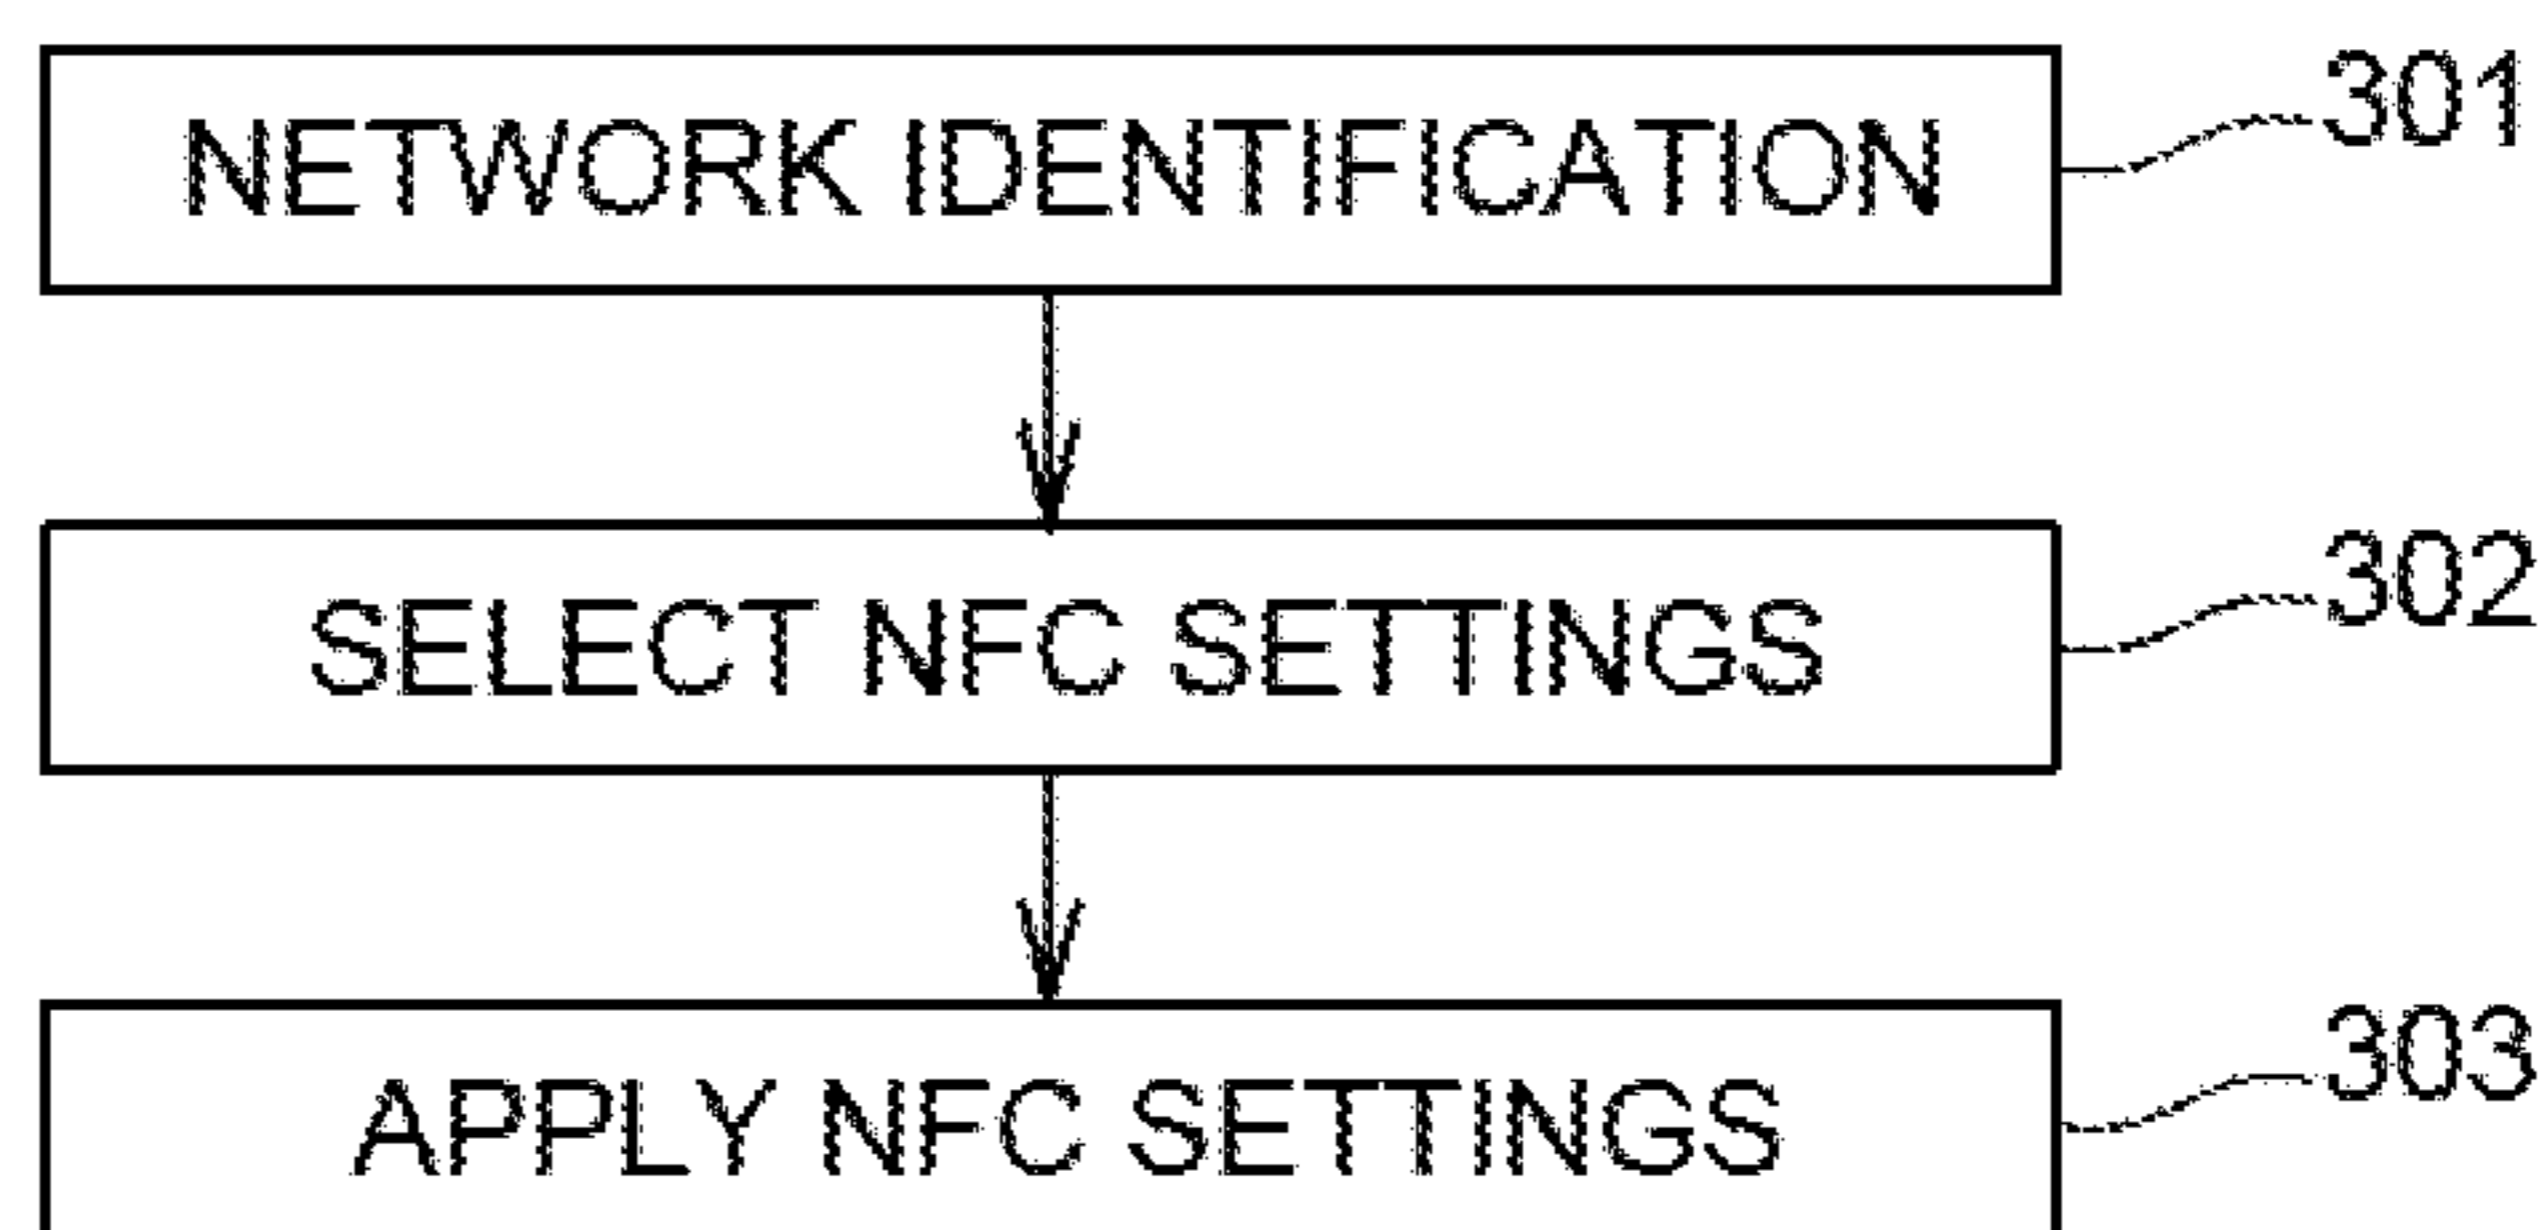 NETWORK IDENTIFICATION 301
SELECT NFC SETTINGS 302
APPLY NFC SETTINGS 303